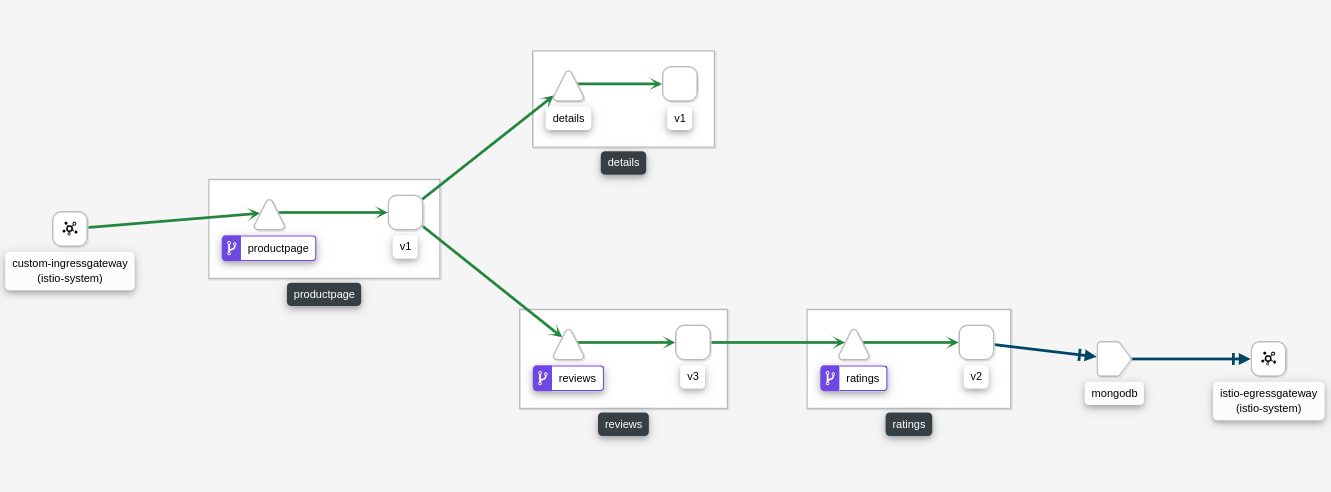 details
v1
details
productpage
v1
custom-ingressgateway
(istio-system)
productpage
reviews
v3
reviews
ratings
v2
ratings
mongodb
istio-egressgateway
(istio-system)